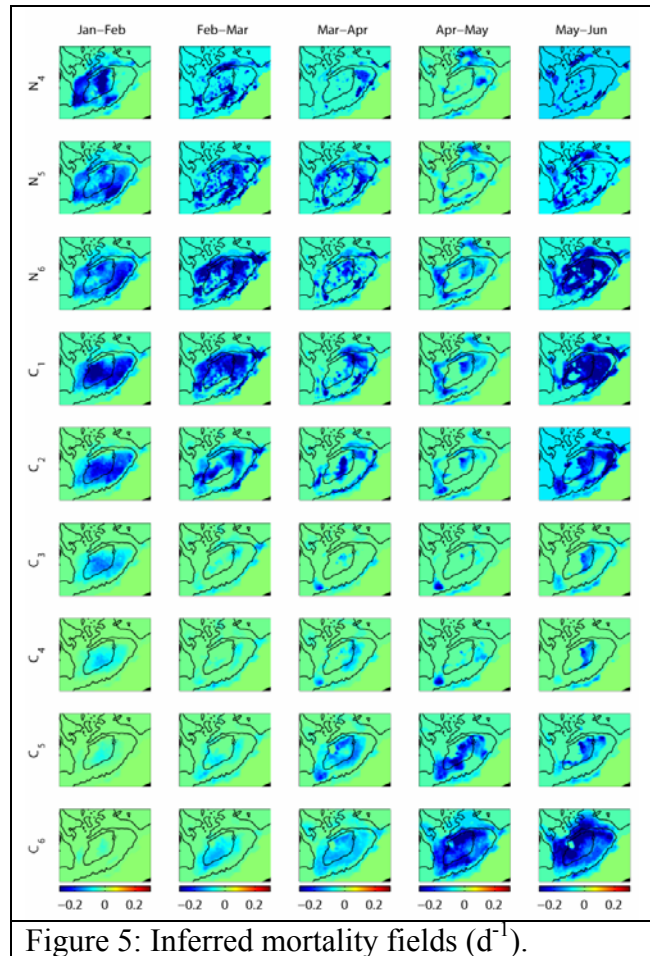 Jan−Feb Feb−Mar Mar−Apr Apr−May May−Jun
N4
N5
N6
C1
C2
C3
C4
C5
C6
−0.2 0 0.2 −0.2 0 0.2 −0.2 0 0.2 −0.2 0 0.2 −0.2 0 0.2
Figure 5: Inferred mortality fields (d-1).